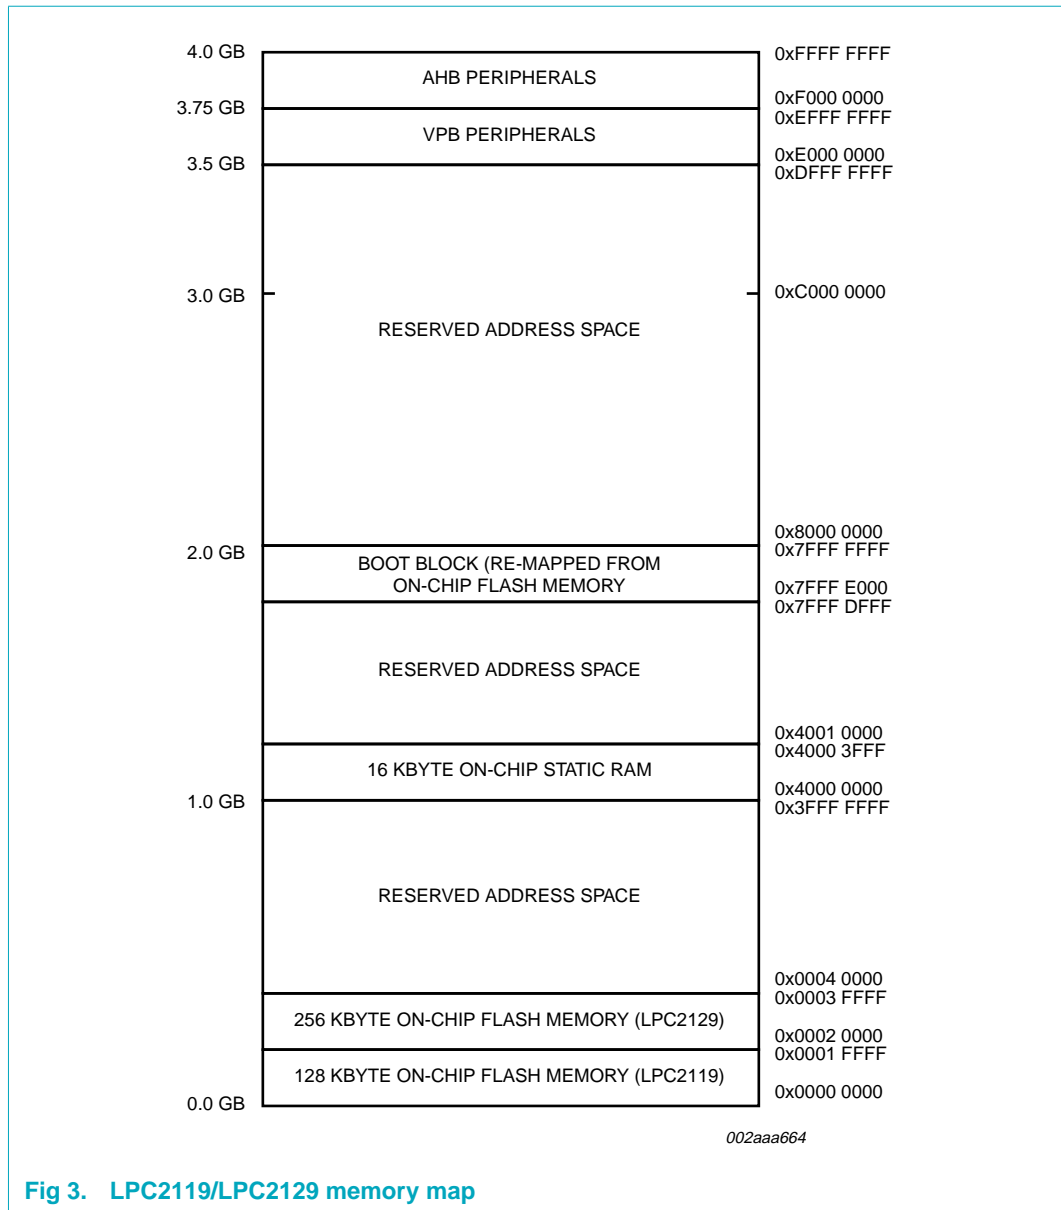 4.0 GB
0xFFFF FFFF
AHB PERIPHERALS
0xF000 0000
3.75 GB
0xEFFF FFFF
VPB PERIPHERALS
0xE000 0000
3.5 GB
0xDFFF FFFF
3.0 GB
0xC000 0000
RESERVED ADDRESS SPACE
0x8000 0000
2.0 GB
0x7FFF FFFF
BOOT BLOCK (RE-MAPPED FROM
ON-CHIP FLASH MEMORY
0x7FFF E000
0x7FFF DFFF
RESERVED ADDRESS SPACE
0x4001 0000
0x4000 3FFF
16 KBYTE ON-CHIP STATIC RAM
0x4000 0000
1.0 GB
0x3FFF FFFF
RESERVED ADDRESS SPACE
0x0004 0000
0x0003 FFFF
256 KBYTE ON-CHIP FLASH MEMORY (LPC2129)
0x0002 0000
0x0001 FFFF
128 KBYTE ON-CHIP FLASH MEMORY (LPC2119)
0x0000 0000
0.0 GB
002aaa664
Fig 3. LPC2119/LPC2129 memory map